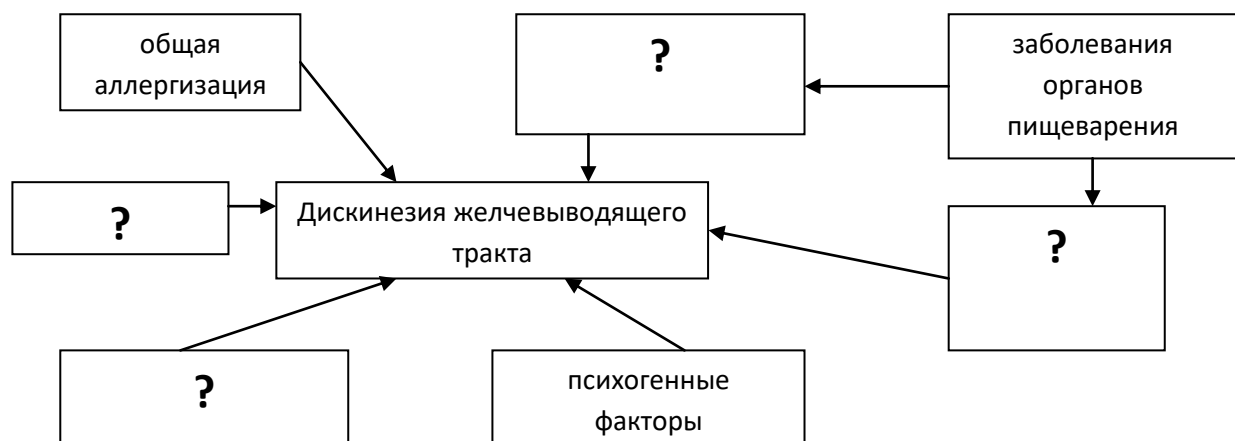 общая
аллергизация
?
заболевания
органов
пищеварения
?
Дискинезия желчевыводящего
тракта
?
?
психогенные
факторы